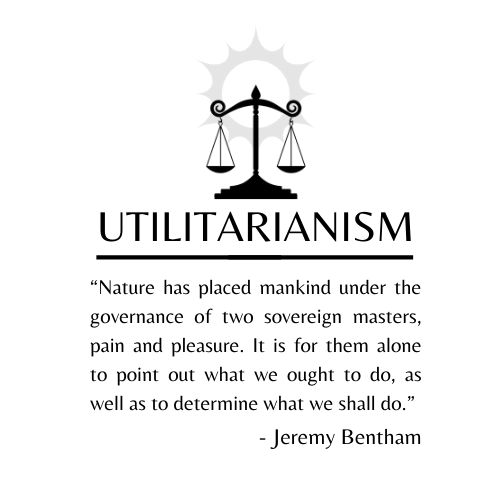 UTILITARIANISM
“Nature has placed mankind under the
governance of two sovereign masters,
pain and pleasure. It is for them alone
to point out what we ought to do, as
well as to determine what we shall do.”
- Jeremy Bentham